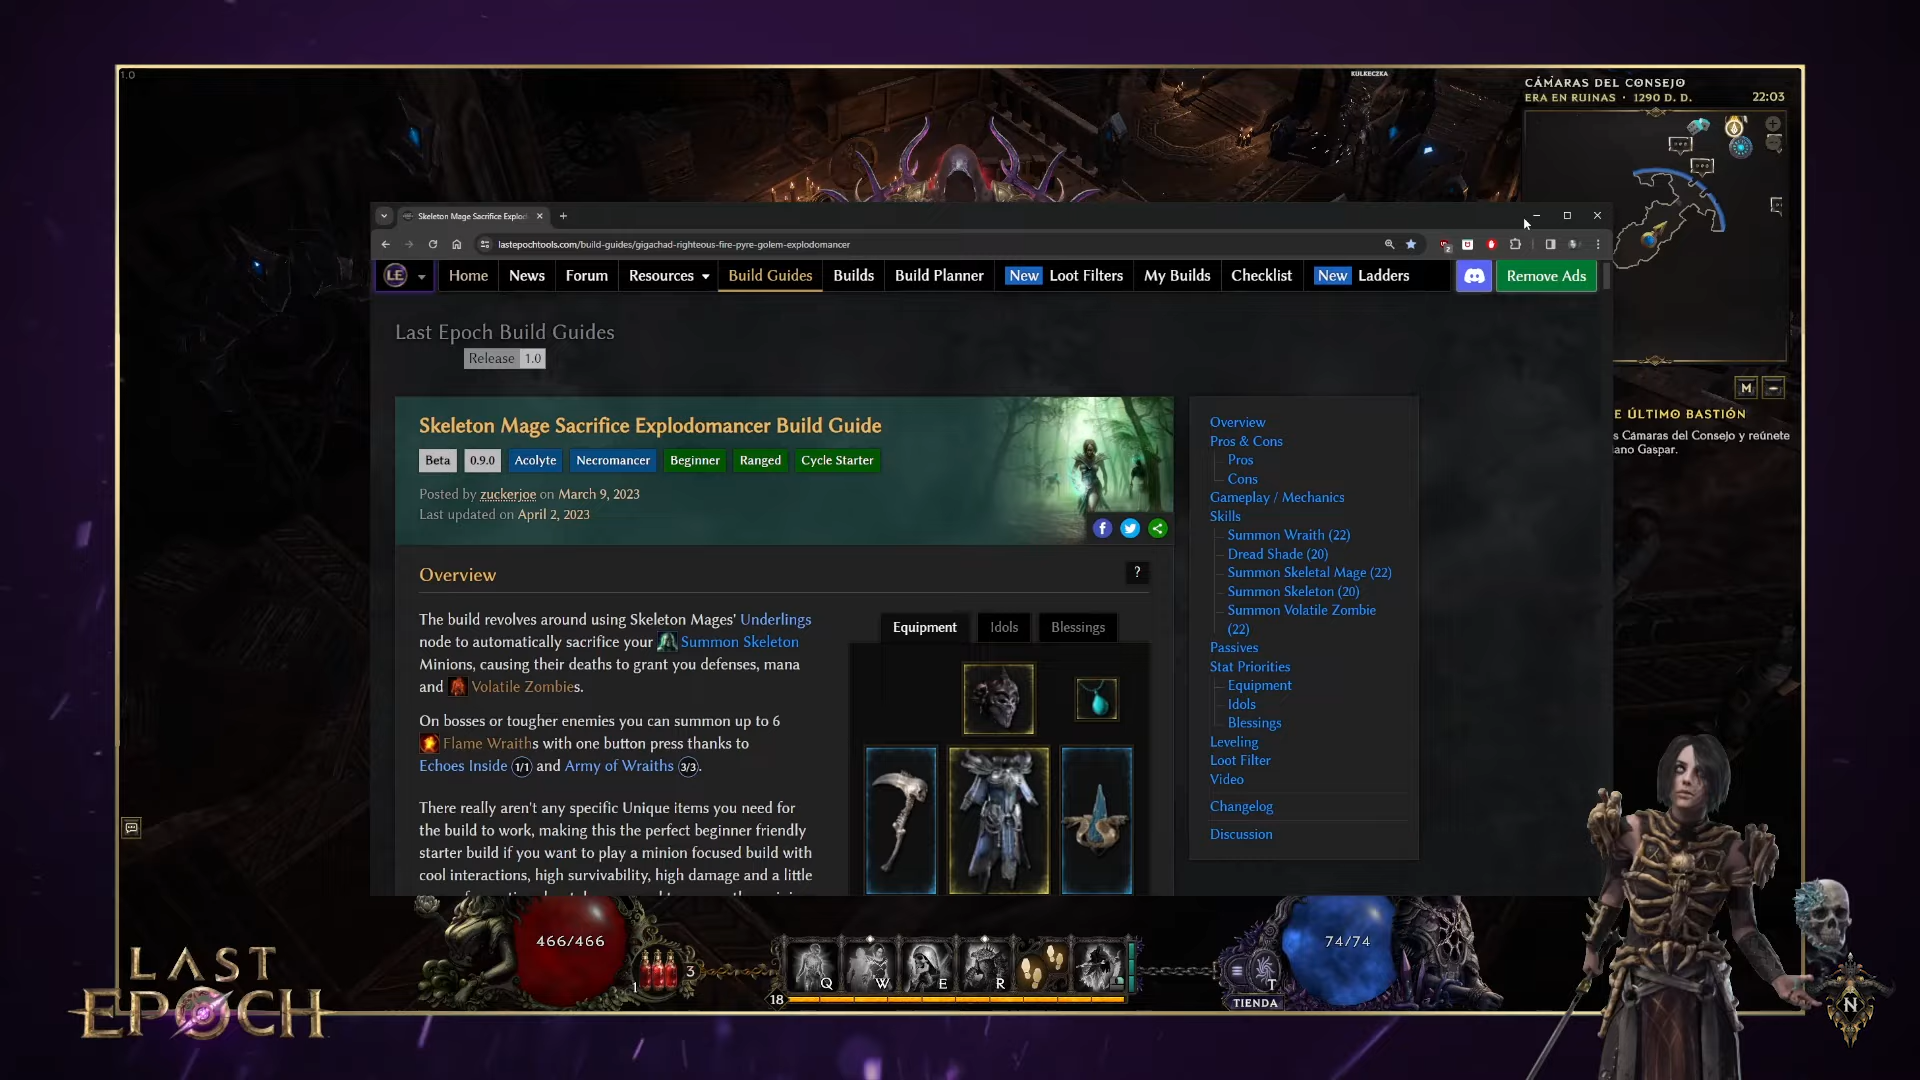 1.0
KULKECZKA
CÁMARAS DEL CONSEJO
ERA EN RUINAS · 1290 D. D.
22:03
Skeleton Mage Sacrifice Explod
lastepochtools.com/build-guides/gigachad-righteous-fire-pyre-golem-explodomancer
2
LE
Home
News
Forum
Resources
Build Guides
Builds
Build Planner
New Loot Filters
My Builds
Checklist
New Ladders
Remove Ads
Last Epoch Build Guides
Release 1.0
Skeleton Mage Sacrifice Explodomancer Build Guide
Beta 0.9.0 Acolyte Necromancer Beginner Ranged Cycle Starter
Posted by zuckerjoe on March 9, 2023
Last updated on April 2, 2023
Overview
?
The build revolves around using Skeleton Mages' Underlings
node to automatically sacrifice your Summon Skeleton
Minions, causing their deaths to grant you defenses, mana
and Volatile Zombies.
On bosses or tougher enemies you can summon up to 6
Flame Wraiths with one button press thanks to
Echoes Inside 1/1 and Army of Wraiths 3/3.
There really aren't any specific Unique items you need for
the build to work, making this the perfect beginner friendly
starter build if you want to play a minion focused build with
cool interactions, high survivability, high damage and a little
Equipment
Idols
Blessings
Overview
Pros & Cons
Pros
Cons
Gameplay / Mechanics
Skills
Summon Wraith (22)
Dread Shade (20)
Summon Skeletal Mage (22)
Summon Skeleton (20)
Summon Volatile Zombie
(22)
Passives
Stat Priorities
Equipment
Idols
Blessings
Leveling
Loot Filter
Video
Changelog
Discussion
M
E ÚLTIMO BASTIÓN
s Cámaras del Consejo y reúnete
iano Gaspar.
466/466
1
3
Q
W
E
R
18
T
TIENDA
74/74
LAST
EPOCH
N